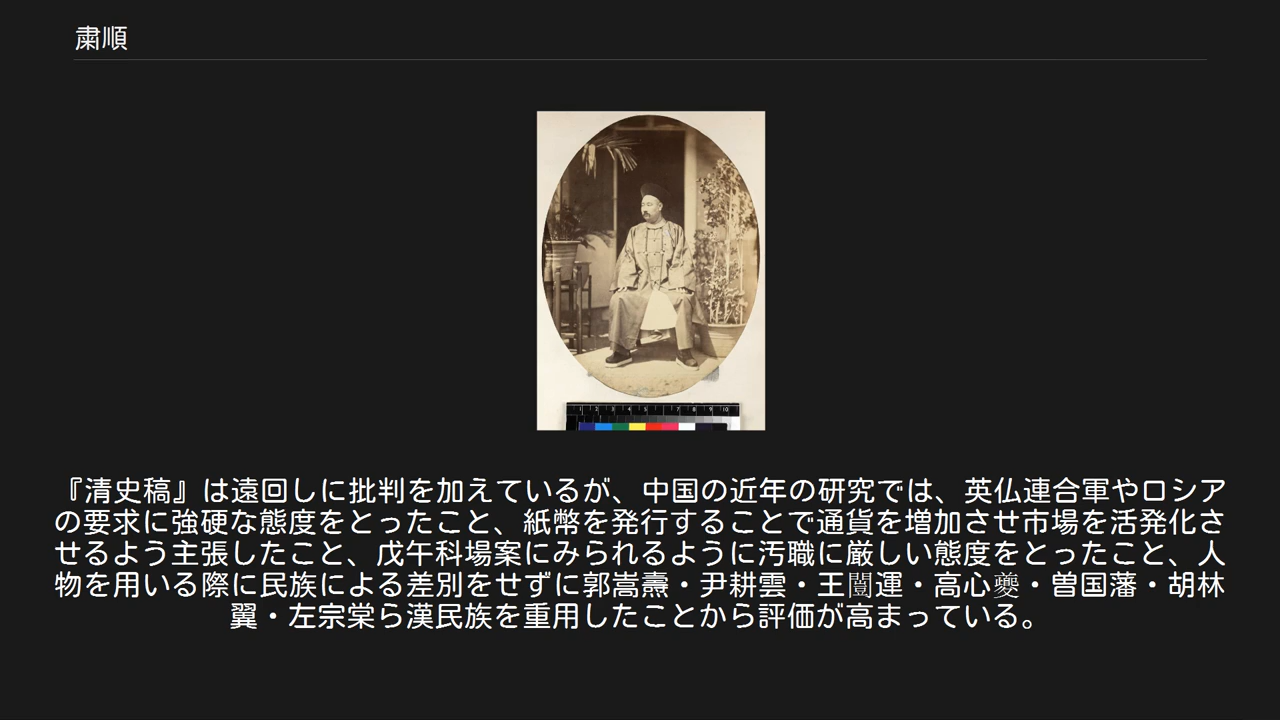 粛順
『清史稿』は遠回しに批判を加えているが、中国の近年の研究では、英仏連合軍やロシア
の要求に強硬な態度をとったこと、紙幣を発行することで通貨を増加させ市場を活発化さ
せるよう主張したこと、戊午科場案にみられるように汚職に厳しい態度をとったこと、人
物を用いる際に民族による差別をせずに郭嵩燾・尹耕雲・王闓運・高心夔・曽国藩・胡林
翼・左宗棠ら漢民族を重用したことから評価が高まっている。